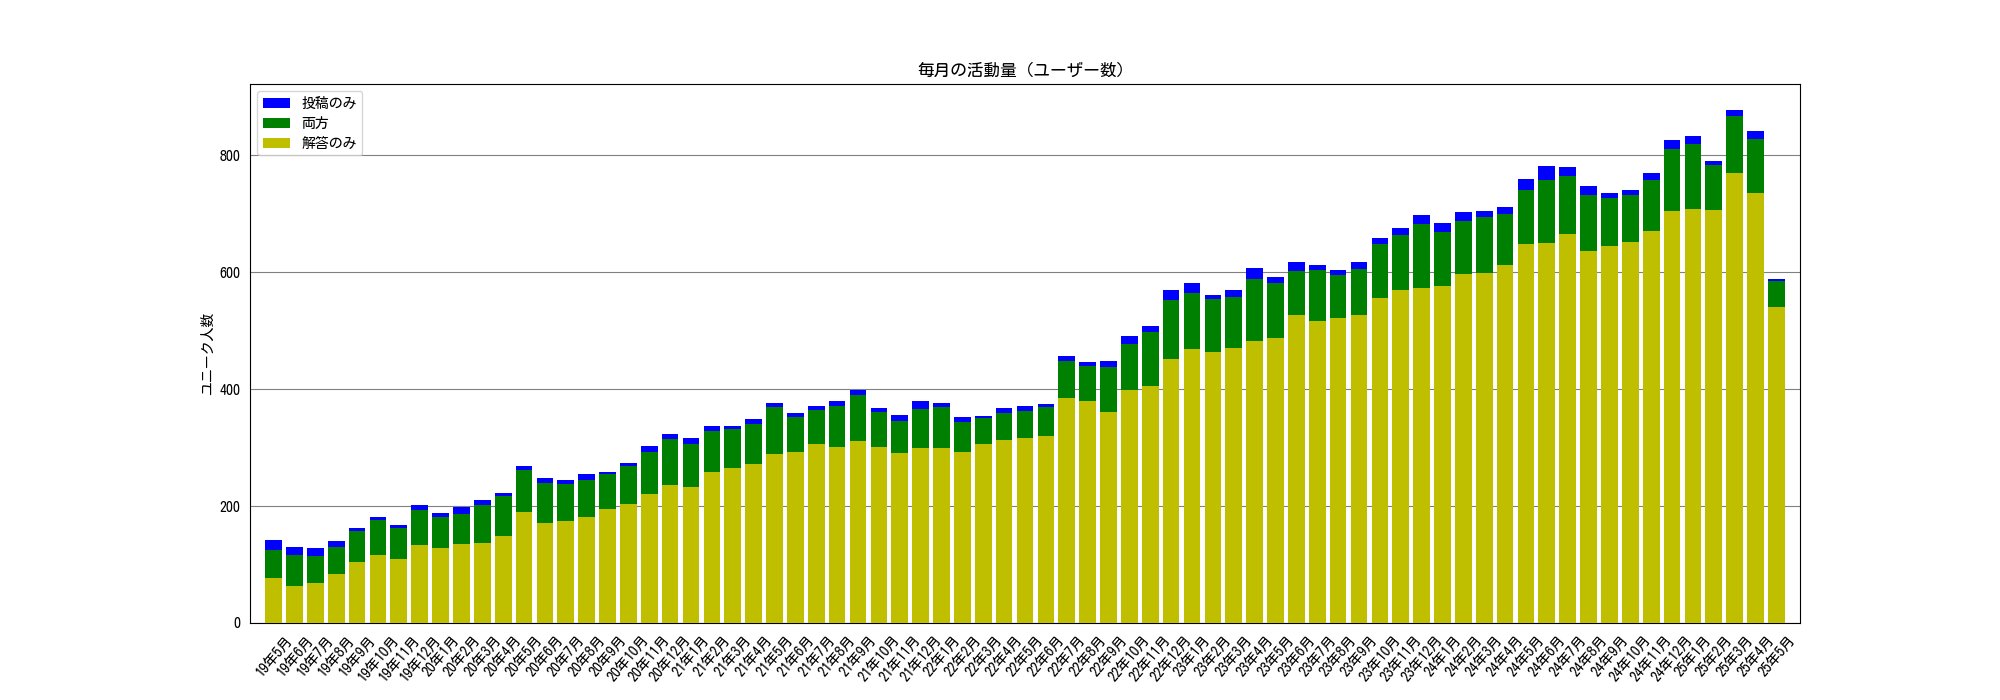 毎月の活動量（ユーザー数）
投稿のみ
両方
解答のみ
ユニーク人数
800
600
400
200
0
19年5月
19年6月
19年7月
19年8月
19年9月
19年10月
19年11月
19年12月
20年1月
20年2月
20年3月
20年4月
20年5月
20年6月
20年7月
20年8月
20年9月
20年10月
20年11月
20年12月
21年1月
21年2月
21年3月
21年4月
21年5月
21年6月
21年7月
21年8月
21年9月
21年10月
21年11月
21年12月
22年1月
22年2月
22年3月
22年4月
22年5月
22年6月
22年7月
22年8月
22年9月
22年10月
22年11月
22年12月
23年1月
23年2月
23年3月
23年4月
23年5月
23年6月
23年7月
23年8月
23年9月
23年10月
23年11月
23年12月
24年1月
24年2月
24年3月
24年4月
24年5月
24年6月
24年7月
24年8月
24年9月
24年10月
24年11月
24年12月
25年1月
25年2月
25年3月
25年4月
25年5月